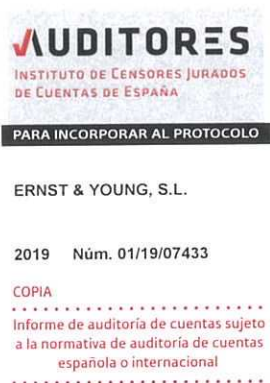 AUDITORES
INSTITUTO DE CENSORES JURADOS
DE CUENTAS DE ESPAÑA
PARA INCORPORAR AL PROTOCOLO
ERNST & YOUNG, S.L.
2019 Núm. 01/19/07433
COPIA
Informe de auditoría de cuentas sujeto
a la normativa de auditoría de cuentas
española o internacional